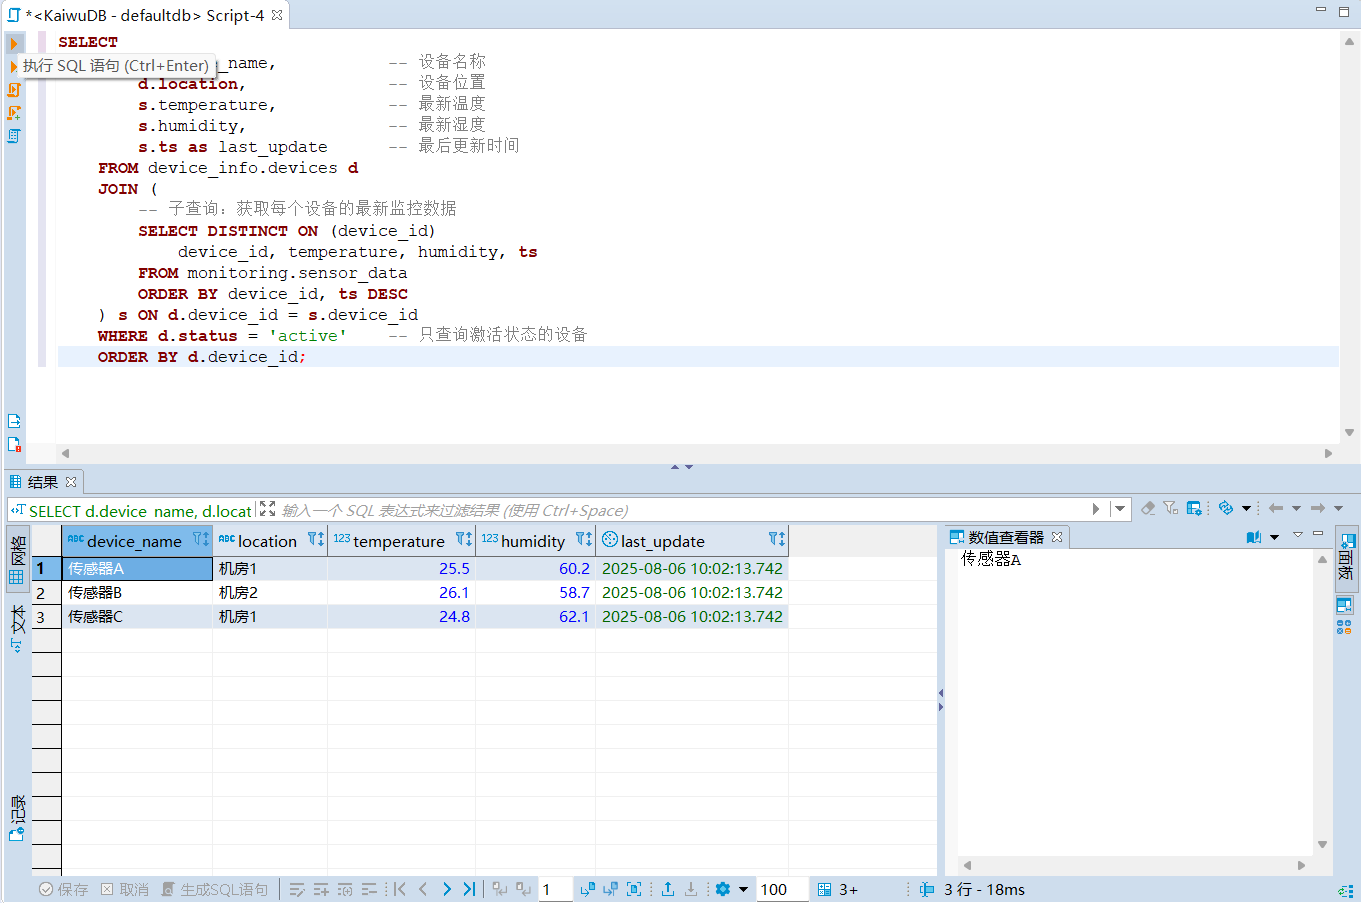 *<KaiwuDB - defaultdb> Script-4
SELECT
执行 SQL 语句 (Ctrl+Enter)
_name, -- 设备名称
d.location, -- 设备位置
s.temperature, -- 最新温度
s.humidity, -- 最新湿度
s.ts as last_update -- 最后更新时间
FROM device_info.devices d
JOIN (
-- 子查询：获取每个设备的最新监控数据
SELECT DISTINCT ON (device_id)
device_id, temperature, humidity, ts
FROM monitoring.sensor_data
ORDER BY device_id, ts DESC
) s ON d.device_id = s.device_id
WHERE d.status = 'active' -- 只查询激活状态的设备
ORDER BY d.device_id;
结果
SELECT d.device_name, d.locat 输入一个 SQL 表达式来过滤结果 (使用 Ctrl+Space)
网格
文本
记录
ABC device_name ABC location 123 temperature 123 humidity last_update
1 传感器A 机房1 25.5 60.2 2025-08-06 10:02:13.742
2 传感器B 机房2 26.1 58.7 2025-08-06 10:02:13.742
3 传感器C 机房1 24.8 62.1 2025-08-06 10:02:13.742
数值查看器
传感器A
面板
保存 取消 生成SQL语句 1 100 3+ 3 行 - 18ms